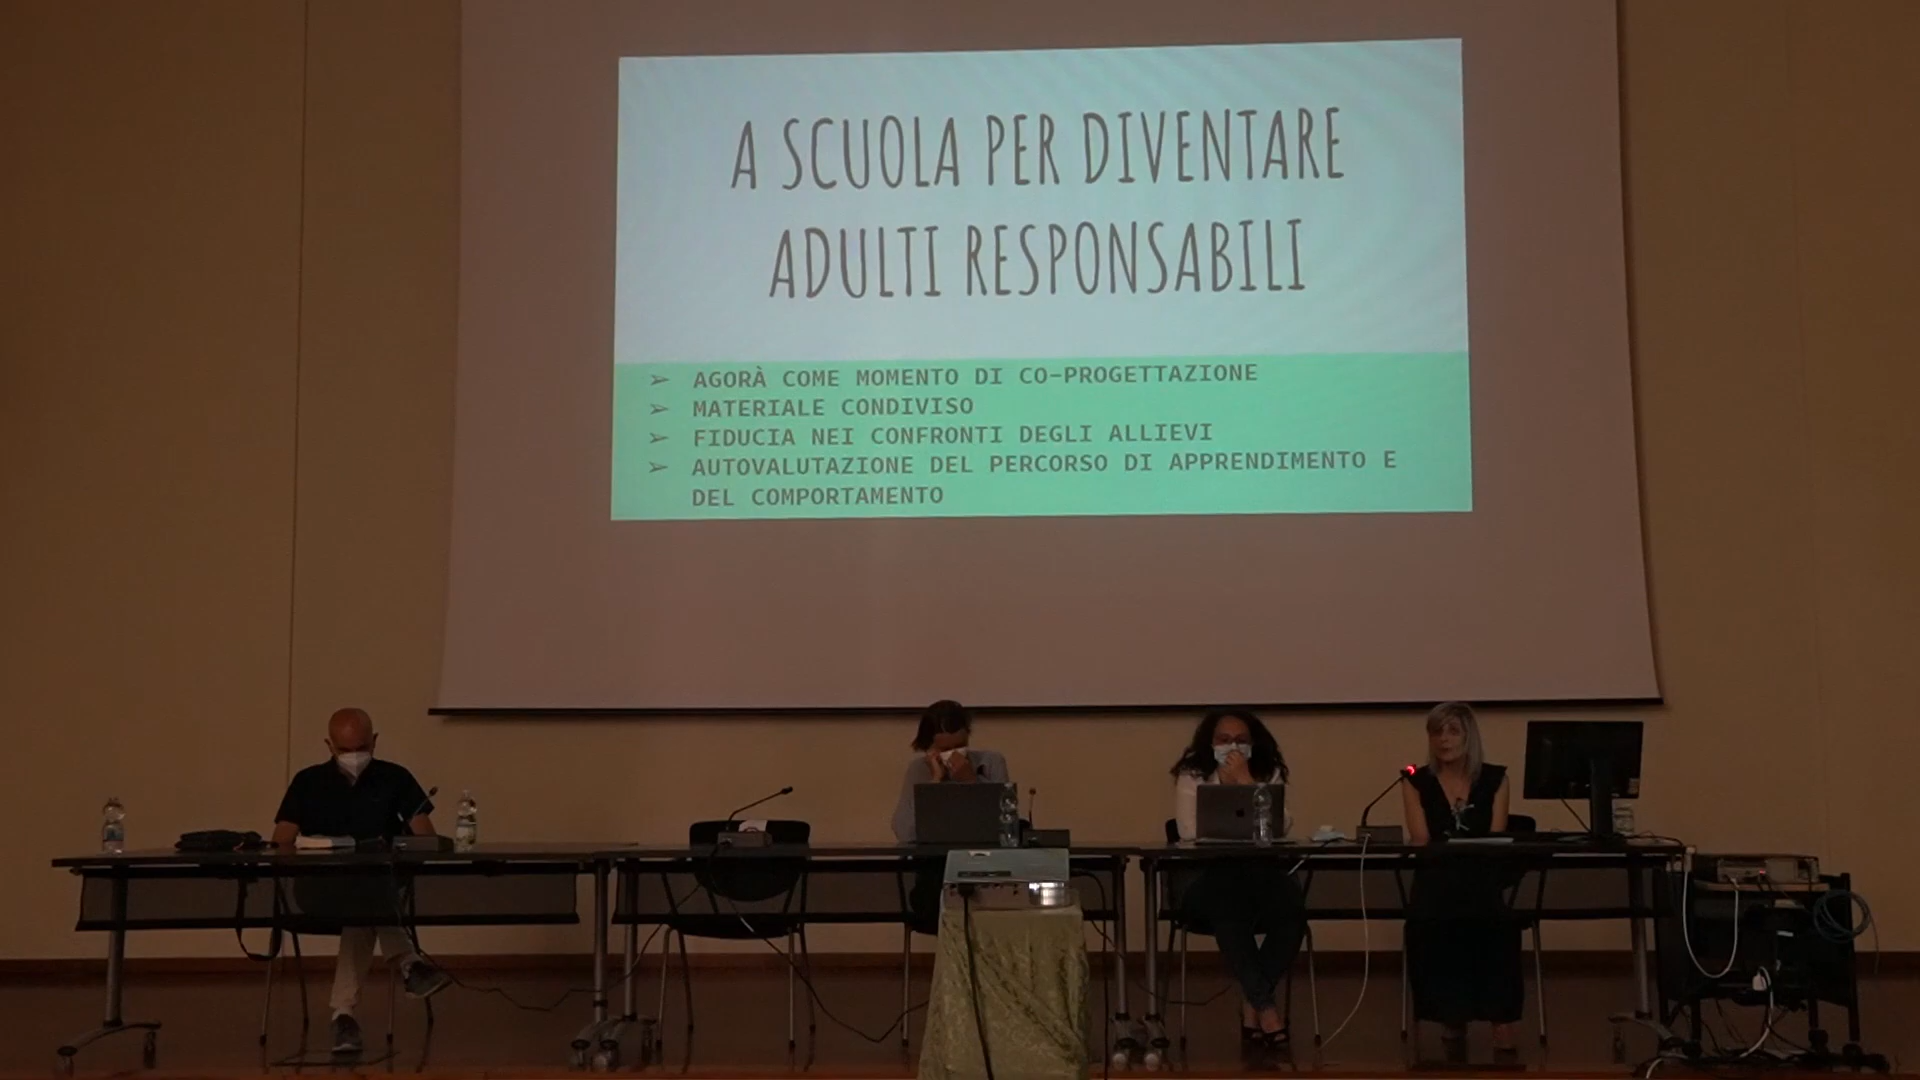 A SCUOLA PER DIVENTARE
ADULTI RESPONSABILI
➢ AGORÀ COME MOMENTO DI CO-PROGETTAZIONE
➢ MATERIALE CONDIVISO
➢ FIDUCIA NEI CONFRONTI DEGLI ALLIEVI
➢ AUTOVALUTAZIONE DEL PERCORSO DI APPRENDIMENTO E
DEL COMPORTAMENTO